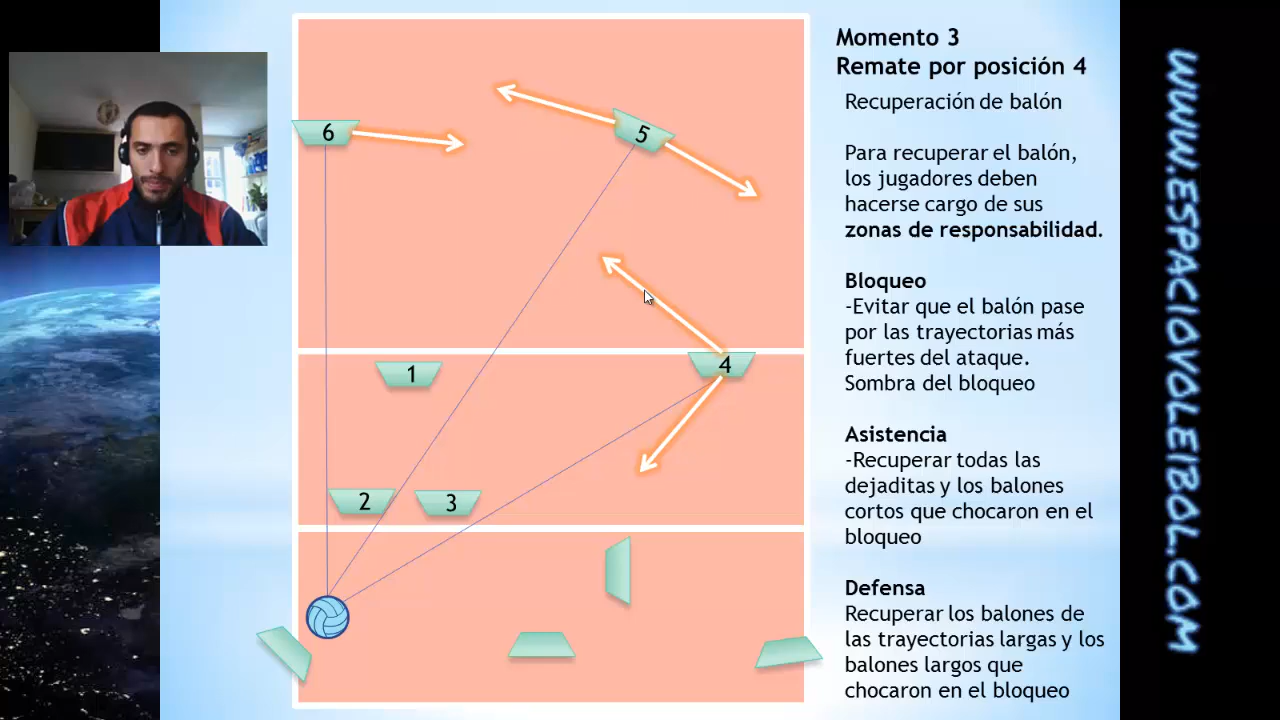 Momento 3
Remate por posición 4
Recuperación de balón
Para recuperar el balón,
los jugadores deben
hacerse cargo de sus
zonas de responsabilidad.
Bloqueo
-Evitar que el balón pase
por las trayectorias más
fuertes del ataque.
Sombra del bloqueo
Asistencia
-Recuperar todas las
dejaditas y los balones
cortos que chocaron en el
bloqueo
Defensa
Recuperar los balones de
las trayectorias largas y los
balones largos que
chocaron en el bloqueo
6
5
1
4
2
3
WWW.ESPACIOVOLEIBOL.COM